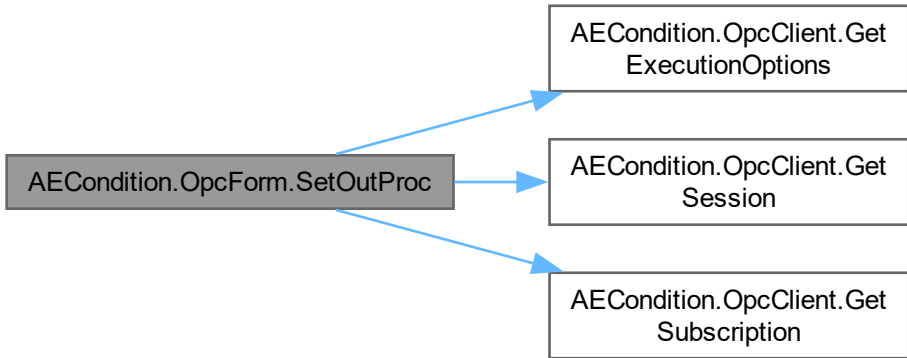 AECondition.OpcForm.SetOutProc
AECondition.OpcClient.Get
ExecutionOptions
AECondition.OpcClient.Get
Session
AECondition.OpcClient.Get
Subscription